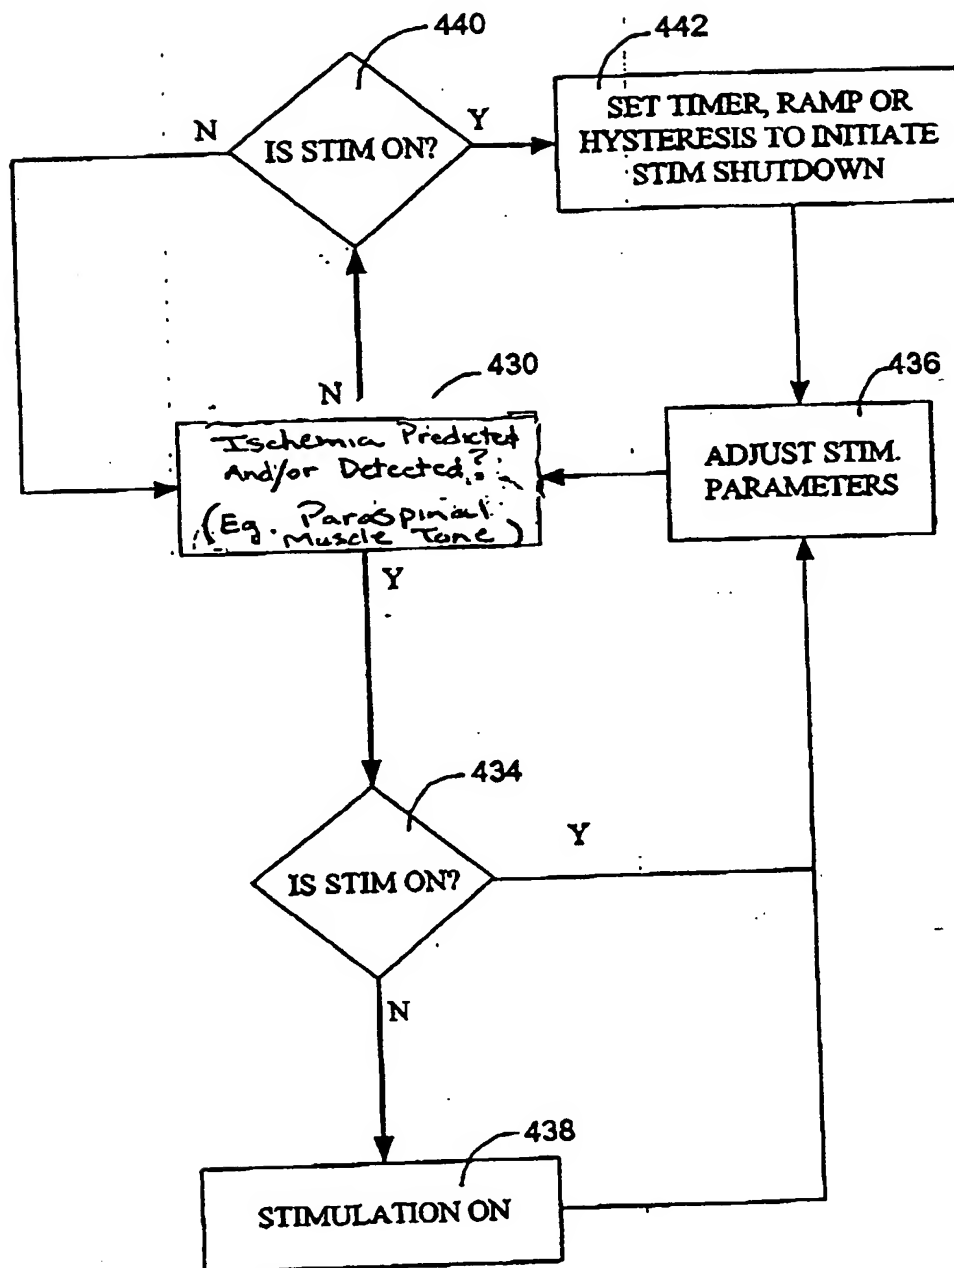 440
442
N
IS STIM ON?
Y
SET TIMER, RAMP OR
HYSTERESIS TO INITIATE
STIM SHUTDOWN
430
N
436
Ischemia Predicted
And/or Detected?
(Eg. Paraspinal
Muscle Tone)
ADJUST STIM.
PARAMETERS
Y
434
IS STIM ON?
Y
N
438
STIMULATION ON